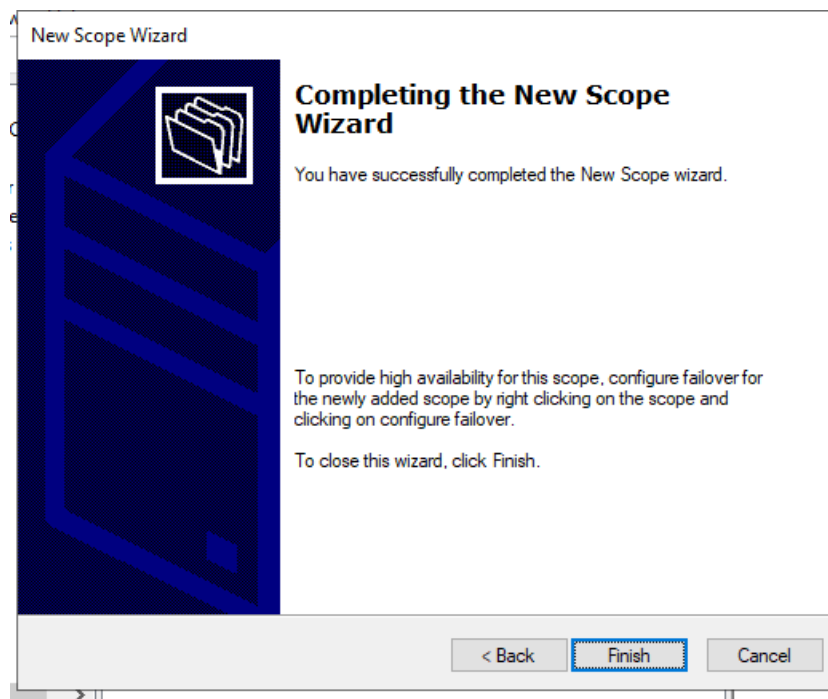 New Scope Wizard
Completing the New Scope
Wizard
You have successfully completed the New Scope wizard.
To provide high availability for this scope, configure failover for
the newly added scope by right clicking on the scope and
clicking on configure failover.
To close this wizard, click Finish.
< Back
Finish
Cancel